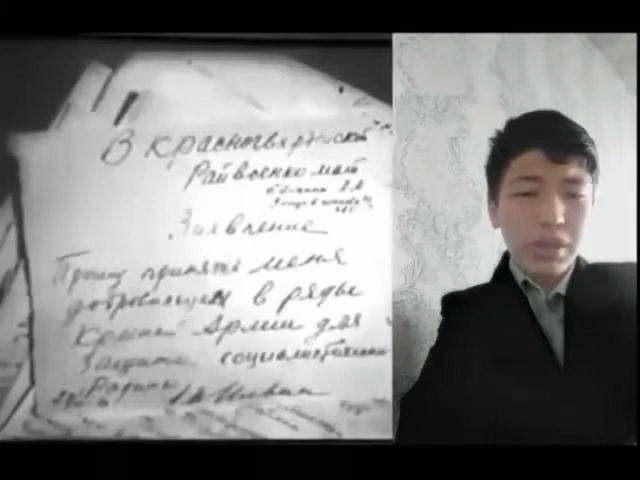 В Красногвардейский
Райвоенкомат
Заявление
Прошу принять меня
добровольцем в ряды
Красной Армии для
защиты социалистической
Родины